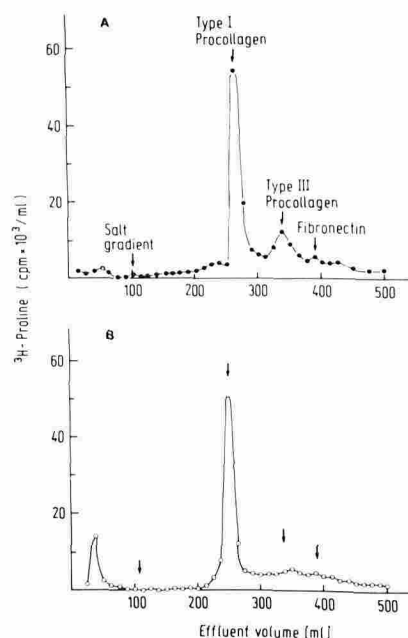 A
Type I
Procollagen
60
40
20
Salt
gradient
Type III
Procollagen
Fibronectin
100
200
300
400
500
³H-Proline (cpm×10³/ml)
B
60
40
20
100
200
300
400
500
Effluent volume [ml]